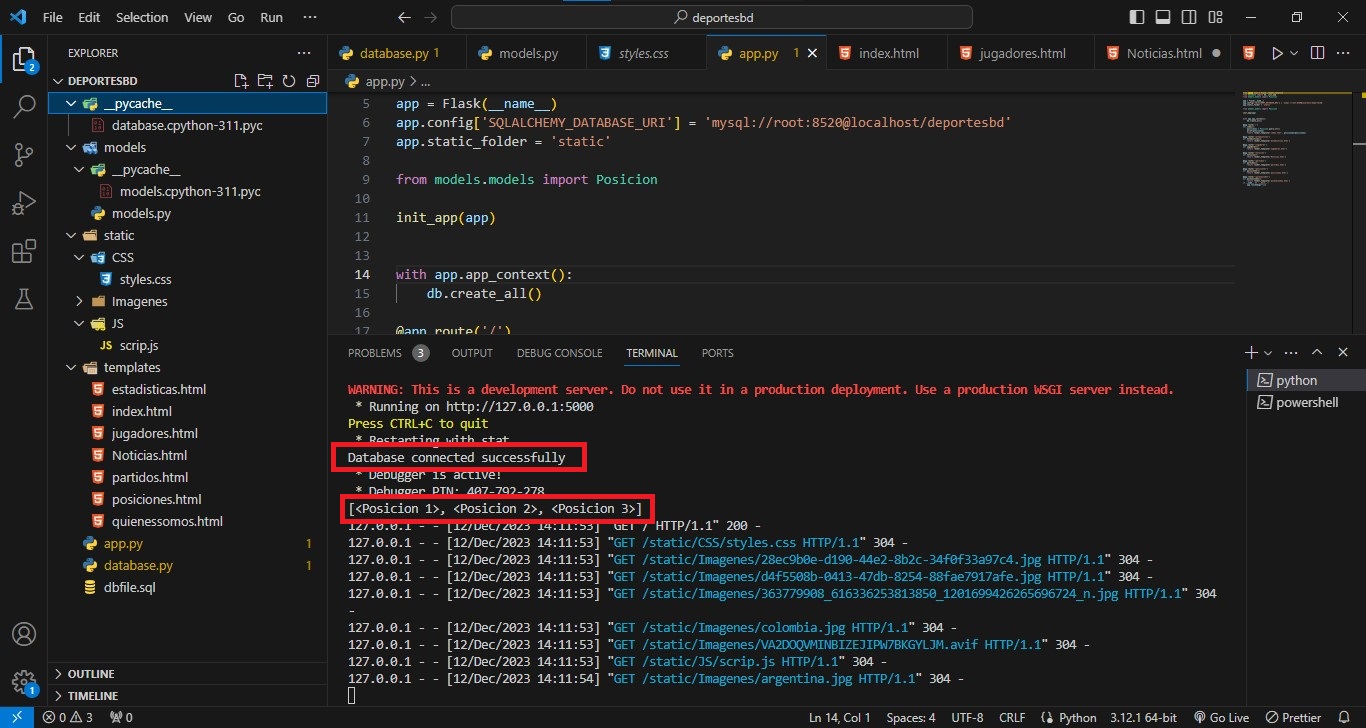 File Edit Selection View Go Run ··· deportesbd
EXPLORER ···
DEPORTESBD
__pycache__
database.cpython-311.pyc
models
__pycache__
models.cpython-311.pyc
models.py
static
CSS
styles.css
Imagenes
JS
JS scrip.js
templates
estadisticas.html
index.html
jugadores.html
Noticias.html
partidos.html
posiciones.html
quienessomos.html
app.py 1
database.py 1
dbfile.sql
OUTLINE
TIMELINE
2
1
database.py 1 models.py styles.css app.py 1 index.html jugadores.html Noticias.html
app.py > ...
5 app = Flask(__name__)
6 app.config['SQLALCHEMY_DATABASE_URI'] = 'mysql://root:8520@localhost/deportesbd'
7 app.static_folder = 'static'
8
9 from models.models import Posicion
10
11 init_app(app)
12
13
14 with app.app_context():
15 db.create_all()
16
17 @app.route('/')
PROBLEMS 3 OUTPUT DEBUG CONSOLE TERMINAL PORTS
WARNING: This is a development server. Do not use it in a production deployment. Use a production WSGI server instead.
* Running on http://127.0.0.1:5000
Press CTRL+C to quit
* Restarting with stat
Database connected successfully
* Debugger is active!
* Debugger PIN: 407-792-278
[<Posicion 1>, <Posicion 2>, <Posicion 3>]
127.0.0.1 - - [12/Dec/2023 14:11:53] "GET / HTTP/1.1" 200 -
127.0.0.1 - - [12/Dec/2023 14:11:53] "GET /static/CSS/styles.css HTTP/1.1" 304 -
127.0.0.1 - - [12/Dec/2023 14:11:53] "GET /static/Imagenes/28ec9b0e-d190-44e2-8b2c-34f0f33a97c4.jpg HTTP/1.1" 304 -
127.0.0.1 - - [12/Dec/2023 14:11:53] "GET /static/Imagenes/d4f5508b-0413-47db-8254-88fae7917afe.jpg HTTP/1.1" 304 -
127.0.0.1 - - [12/Dec/2023 14:11:53] "GET /static/Imagenes/363779908_616336253813850_1201699426265696724_n.jpg HTTP/1.1" 304
-
127.0.0.1 - - [12/Dec/2023 14:11:53] "GET /static/Imagenes/colombia.jpg HTTP/1.1" 304 -
127.0.0.1 - - [12/Dec/2023 14:11:53] "GET /static/Imagenes/VA2DOQVMINBIZEJIPW7BKGYLJM.avif HTTP/1.1" 304 -
127.0.0.1 - - [12/Dec/2023 14:11:53] "GET /static/JS/scrip.js HTTP/1.1" 304 -
127.0.0.1 - - [12/Dec/2023 14:11:54] "GET /static/Imagenes/argentina.jpg HTTP/1.1" 304 -
python
powershell
0 3 0 Ln 14, Col 1 Spaces: 4 UTF-8 CRLF Python 3.12.1 64-bit Go Live Prettier